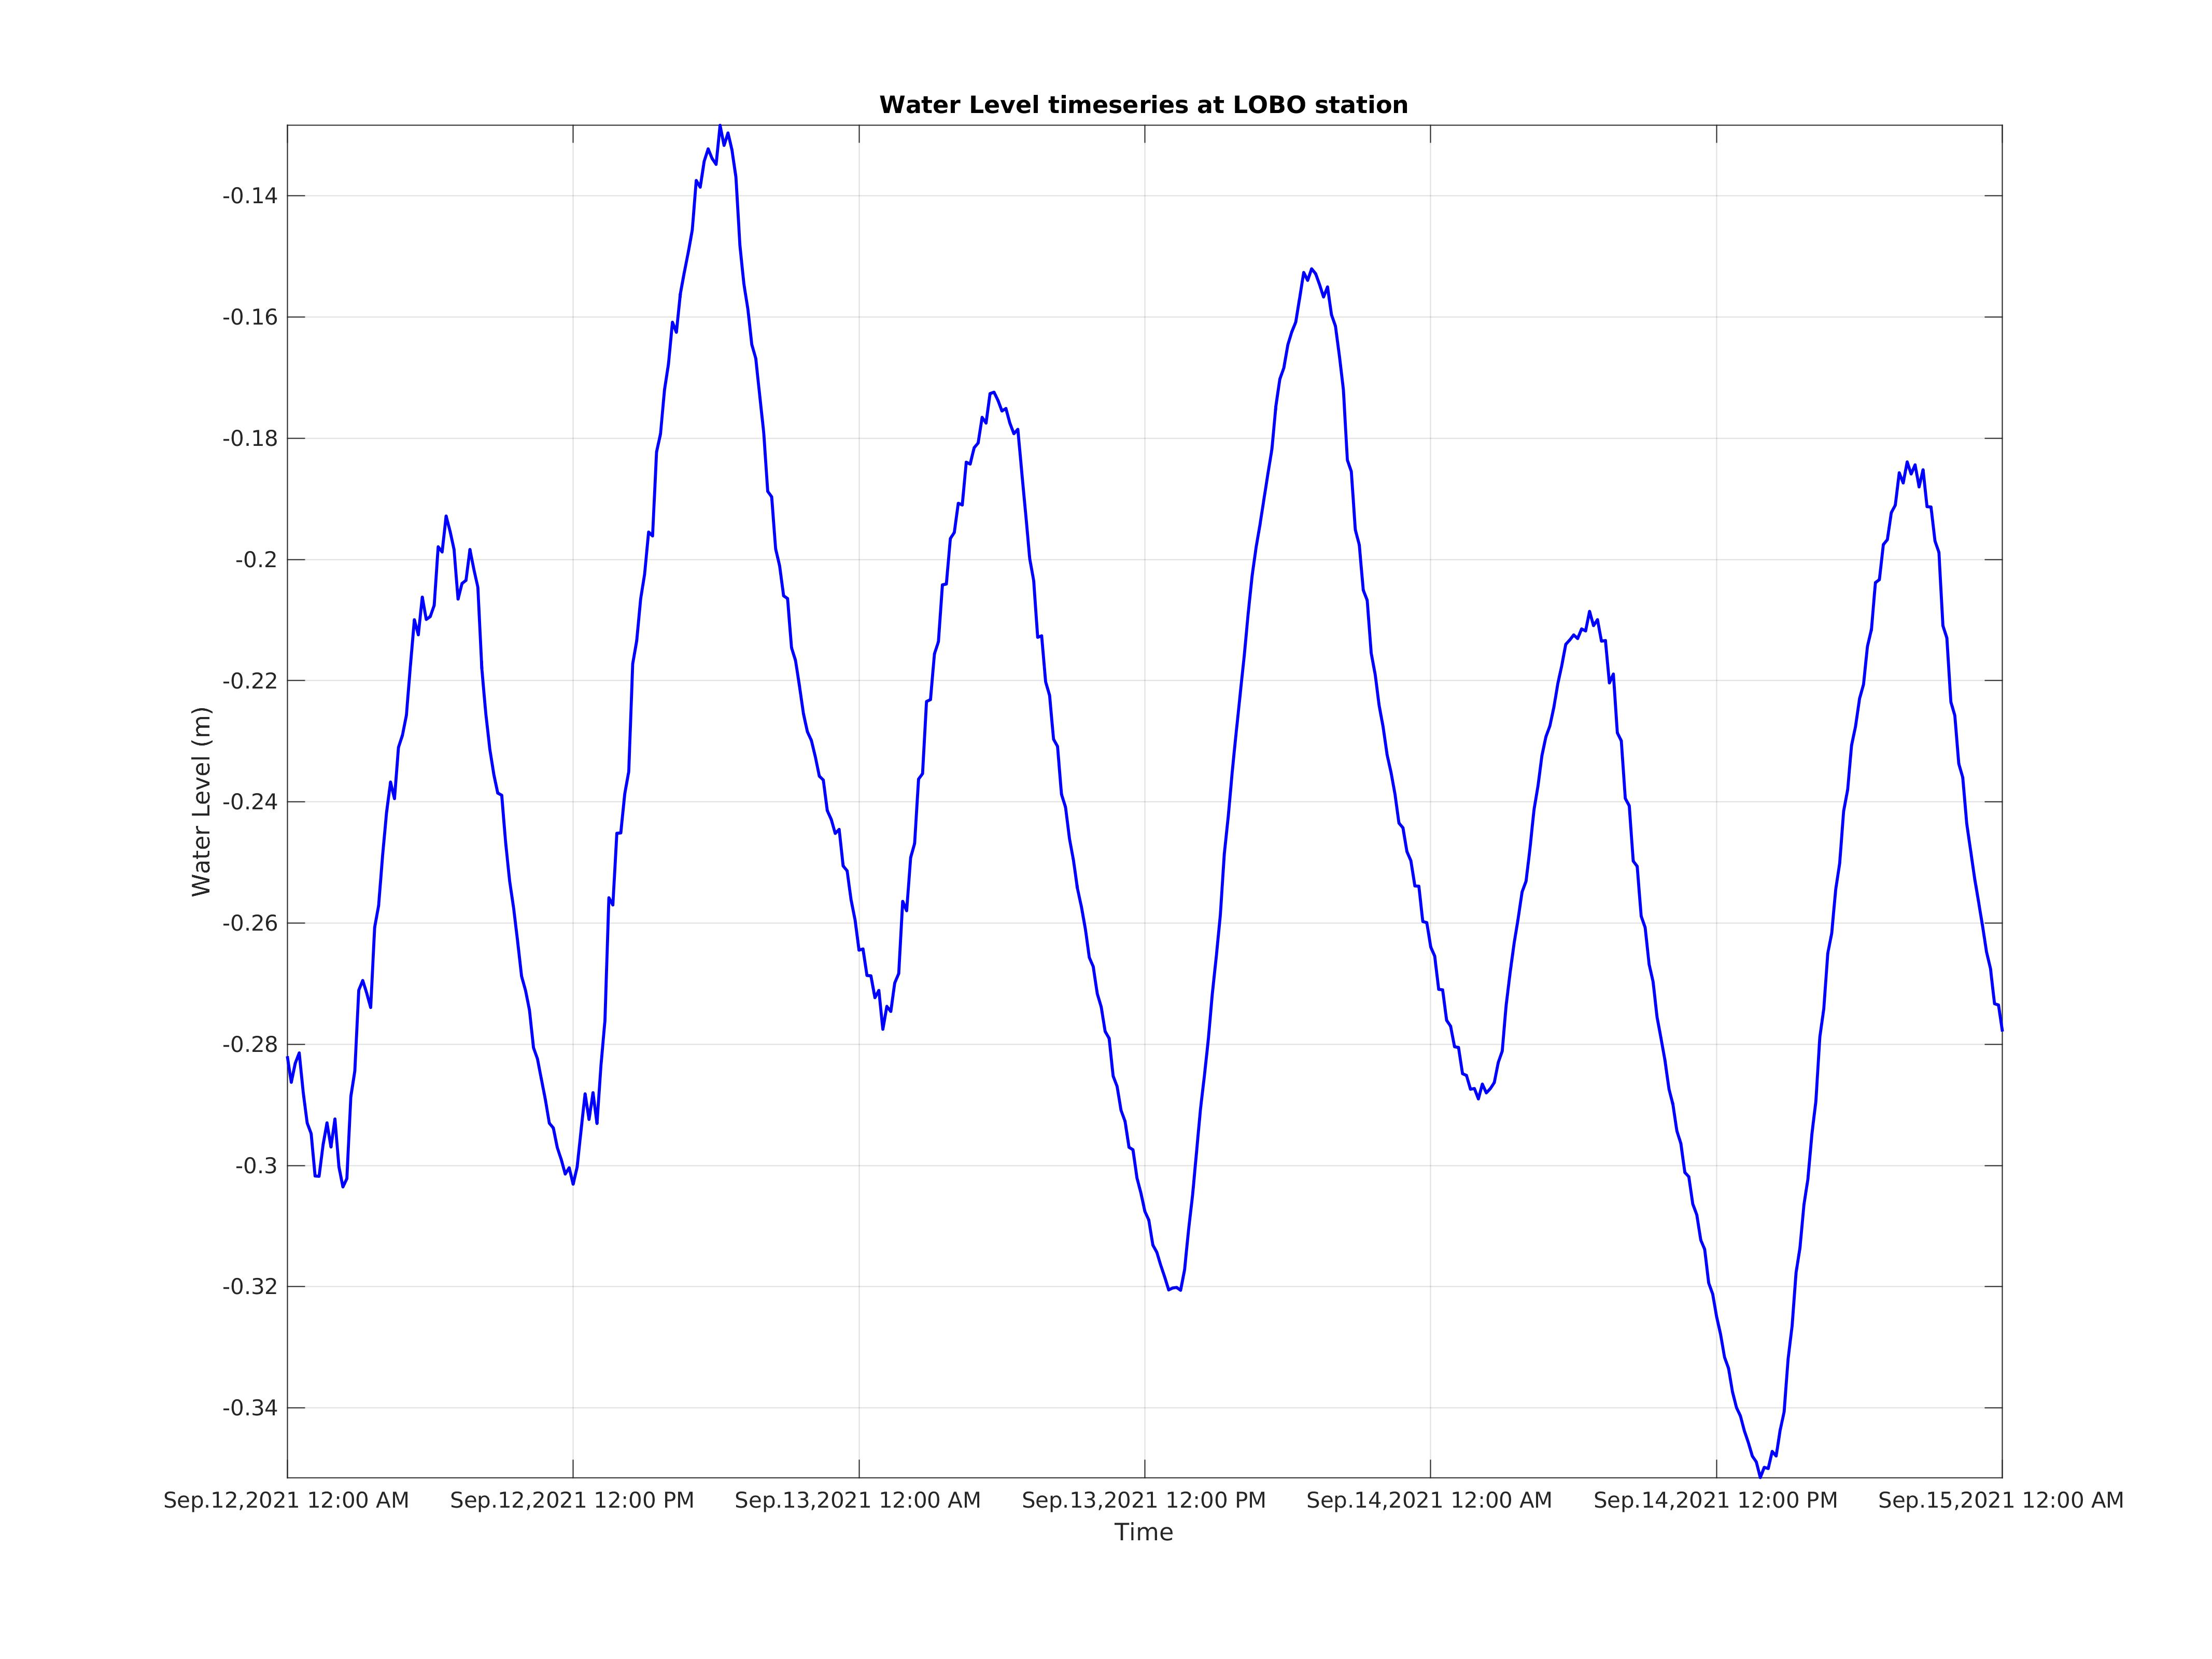 Water Level timeseries at LOBO station
-0.14
-0.16
-0.18
-0.2
-0.22
-0.24
-0.26
-0.28
-0.3
-0.32
-0.34
Water Level (m)
Sep.12,2021 12:00 AM Sep.12,2021 12:00 PM Sep.13,2021 12:00 AM Sep.13,2021 12:00 PM Sep.14,2021 12:00 AM Sep.14,2021 12:00 PM Sep.15,2021 12:00 AM
Time